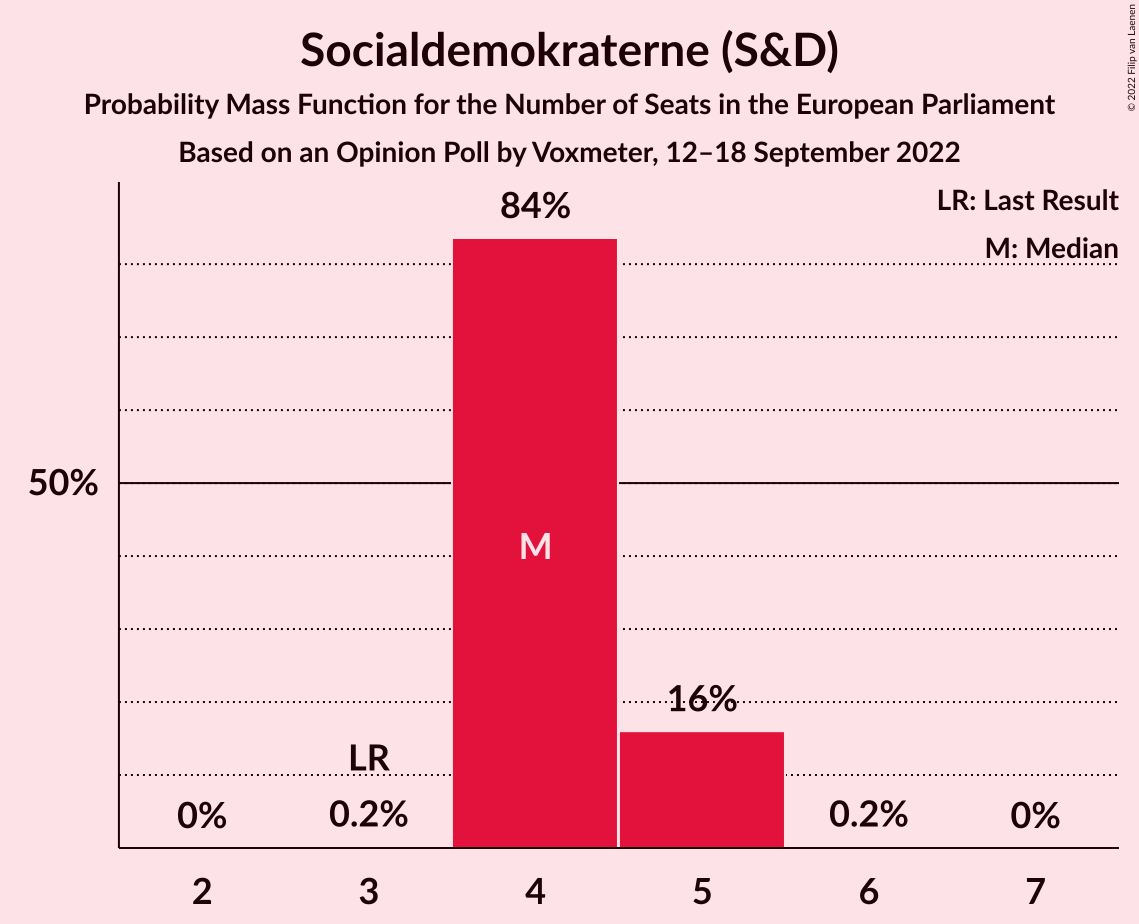 Socialdemokraterne (S&D)
Probability Mass Function for the Number of Seats in the European Parliament
Based on an Opinion Poll by Voxmeter, 12–18 September 2022
© 2022 Filip van Laenen
LR: Last Result
M: Median
84%
50%
M
16%
LR
0%
0.2%
0.2%
0%
2
3
4
5
6
7